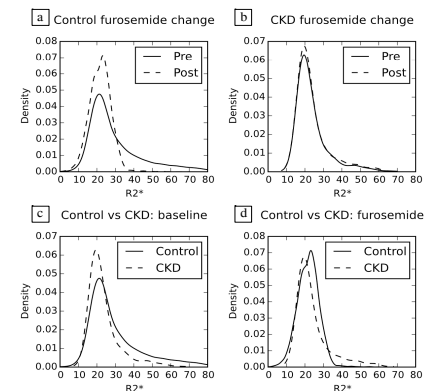 a Control furosemide change
0.08
0.07
0.06
0.05
0.04
0.03
0.02
0.01
0.00
Density
0 10 20 30 40 50 60 70 80
R2*
Pre
Post
b CKD furosemide change
0.07
0.06
0.05
0.04
0.03
0.02
0.01
0.00
Density
0 10 20 30 40 50 60 70 80
R2*
Pre
Post
c Control vs CKD: baseline
0.07
0.06
0.05
0.04
0.03
0.02
0.01
0.00
Density
0 10 20 30 40 50 60 70 80
R2*
Control
CKD
d Control vs CKD: furosemide
0.08
0.07
0.06
0.05
0.04
0.03
0.02
0.01
0.00
Density
0 10 20 30 40 50 60 70 80
R2*
Control
CKD